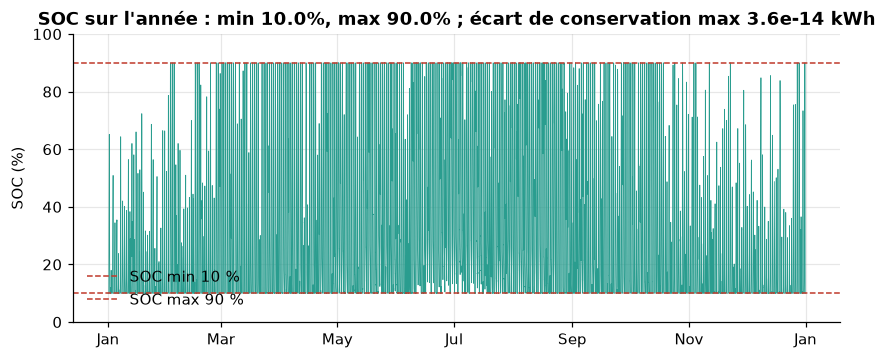 SOC sur l'année : min 10.0%, max 90.0% ; écart de conservation max 3.6e-14 kWh
100
80
60
40
20
0
SOC (%)
SOC min 10 %
SOC max 90 %
Jan Mar May Jul Sep Nov Jan